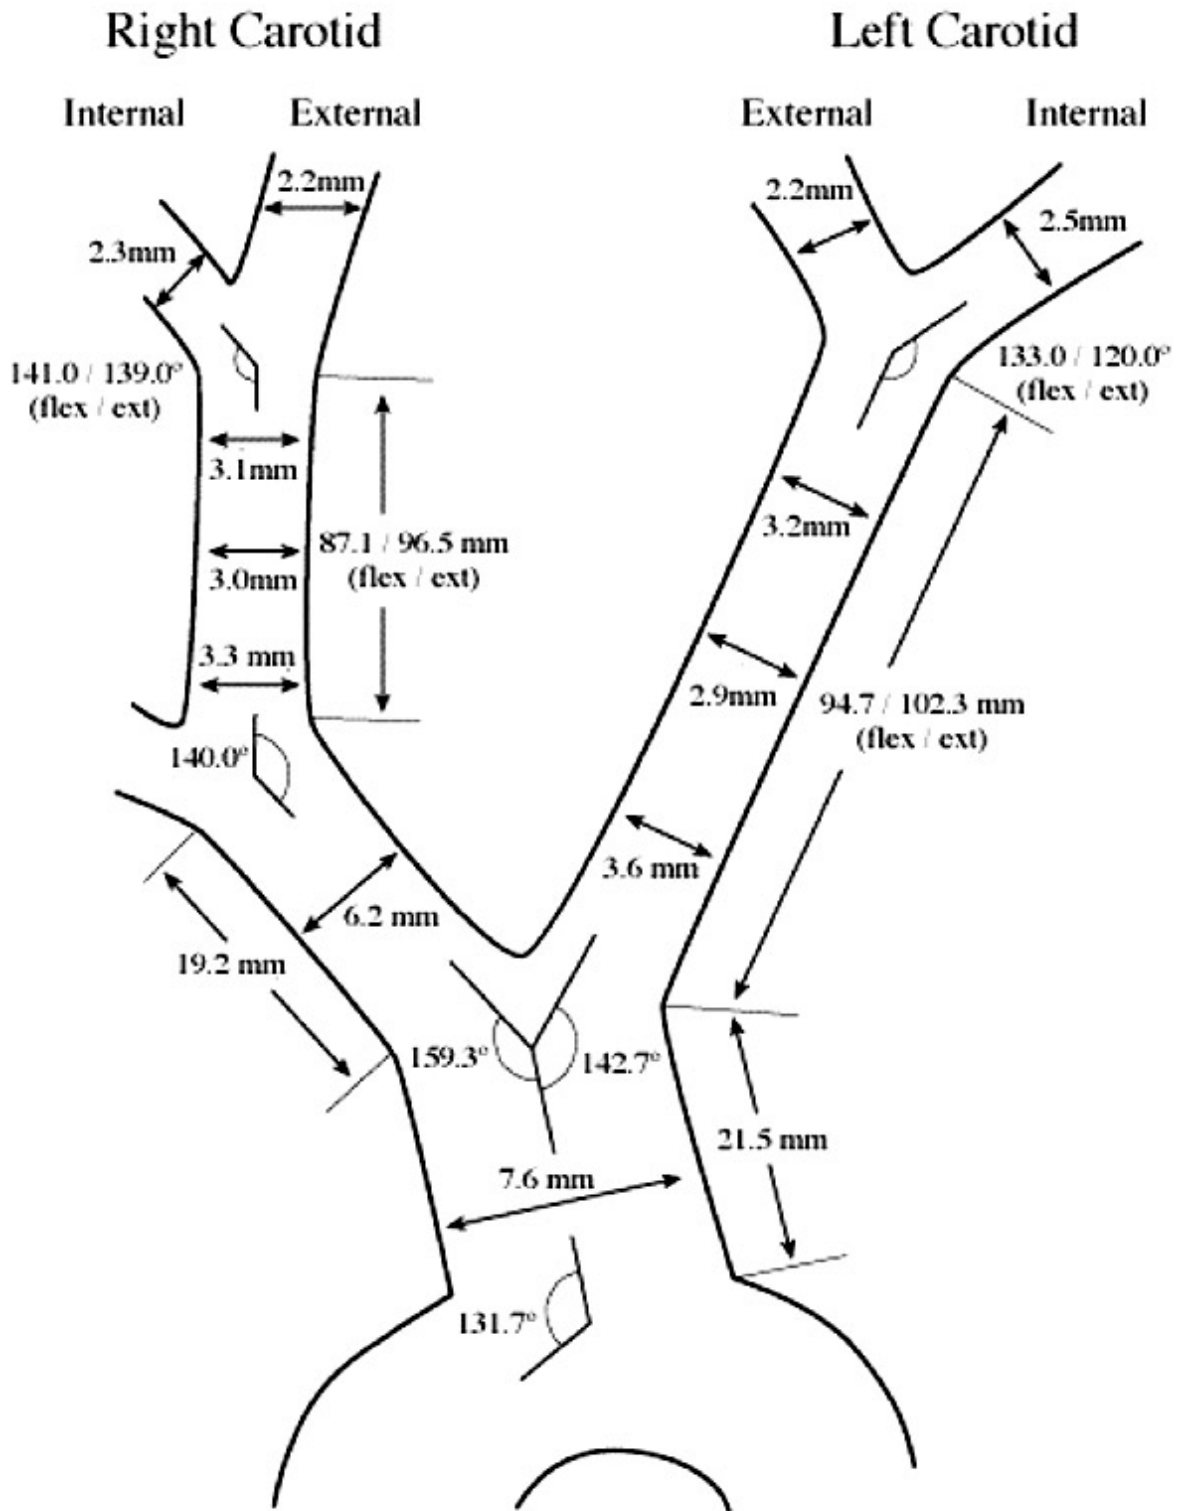 Right Carotid
Left Carotid
Internal
External
External
Internal
2.2mm
2.2mm
2.3mm
2.5mm
141.0 / 139.0°
(flex / ext)
133.0 / 120.0°
(flex / ext)
3.1mm
3.2mm
87.1 / 96.5 mm
(flex / ext)
3.0mm
3.3 mm
2.9mm
94.7 / 102.3 mm
(flex / ext)
140.0°
3.6 mm
6.2 mm
19.2 mm
159.3°
142.7°
21.5 mm
7.6 mm
131.7°